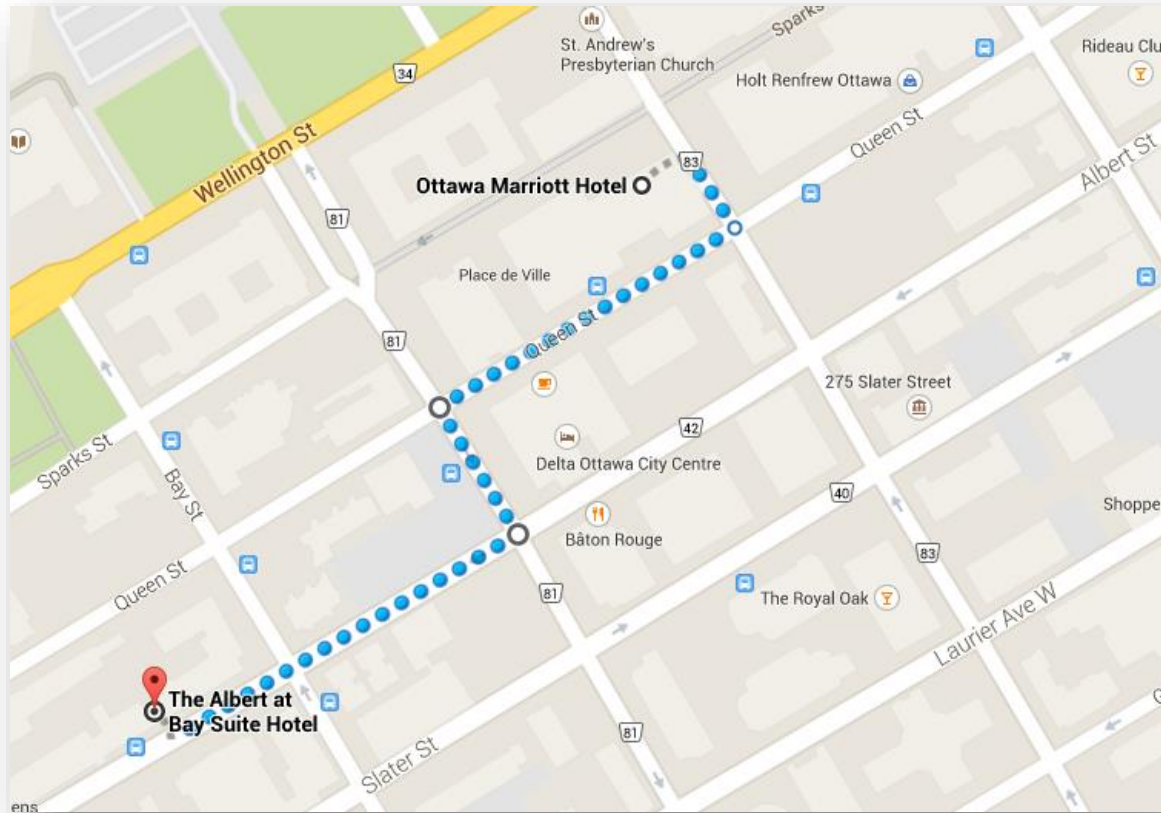 Sparks
St. Andrew's
Presbyterian Church
Rideau Clu
34
Holt Renfrew Ottawa
Queen St
Wellington St
83
Albert St
Ottawa Marriott Hotel
81
Place de Ville
Queen St
81
275 Slater Street
42
Sparks St
Delta Ottawa City Centre
Bay St
40
Shoppe
Bâton Rouge
83
Queen St
81
The Royal Oak
Laurier Ave W
The Albert at
Bay Suite Hotel
G
81
Slater St
ens